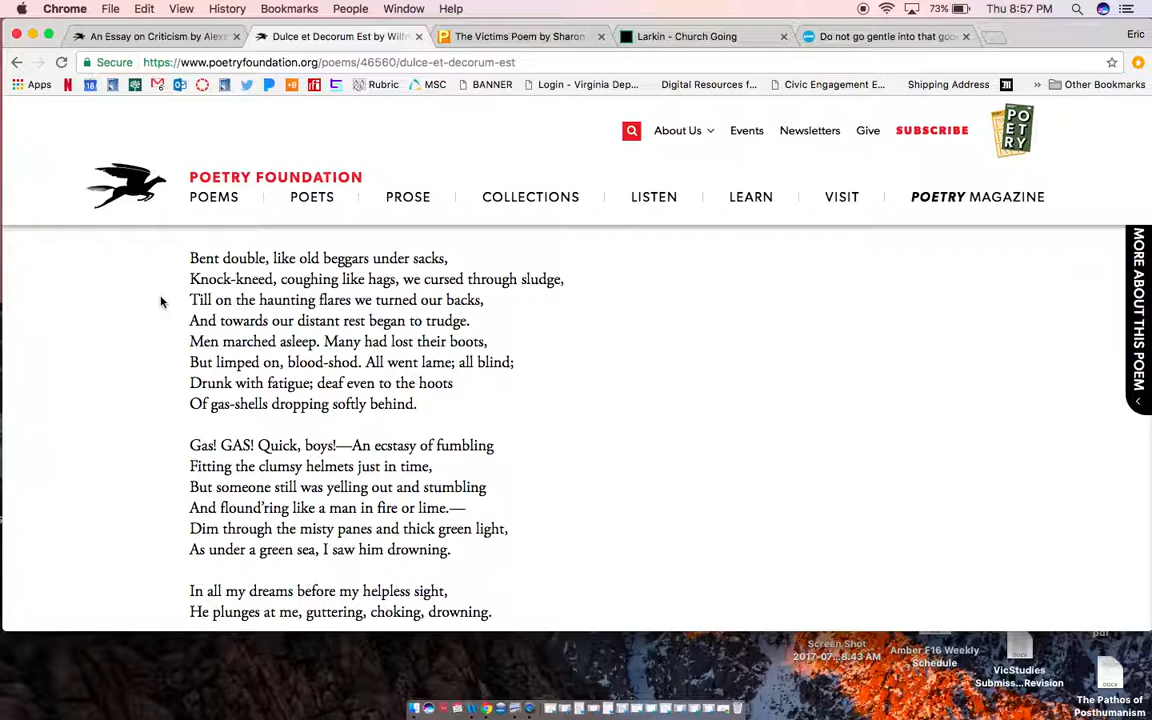 Chrome File Edit View History Bookmarks People Window Help 73% Thu 8:57 PM
An Essay on Criticism by Alex
Dulce et Decorum Est by Wilfr
The Victims Poem by Sharon
Larkin - Church Going
Do not go gentle into that goo
Eric
Secure https://www.poetryfoundation.org/poems/46560/dulce-et-decorum-est
Apps Rubric MSC BANNER Login - Virginia Dep... Digital Resources f... Civic Engagement E... Shipping Address » Other Bookmarks
About Us Events Newsletters Give SUBSCRIBE
POETRY
POETRY FOUNDATION
POEMS POETS PROSE COLLECTIONS LISTEN LEARN VISIT POETRY MAGAZINE
MORE ABOUT THIS POEM
Bent double, like old beggars under sacks,
Knock-kneed, coughing like hags, we cursed through sludge,
Till on the haunting flares we turned our backs,
And towards our distant rest began to trudge.
Men marched asleep. Many had lost their boots,
But limped on, blood-shod. All went lame; all blind;
Drunk with fatigue; deaf even to the hoots
Of gas-shells dropping softly behind.
Gas! GAS! Quick, boys!—An ecstasy of fumbling
Fitting the clumsy helmets just in time,
But someone still was yelling out and stumbling
And flound'ring like a man in fire or lime.—
Dim through the misty panes and thick green light,
As under a green sea, I saw him drowning.
In all my dreams before my helpless sight,
He plunges at me, guttering, choking, drowning.
pdf
Screen Shot
2017-07...8.43 AM
Amber F16 Weekly
Schedule
DOCX
VicStudies
Submiss...Revision
DOCX
The Pathos of
Posthumanism